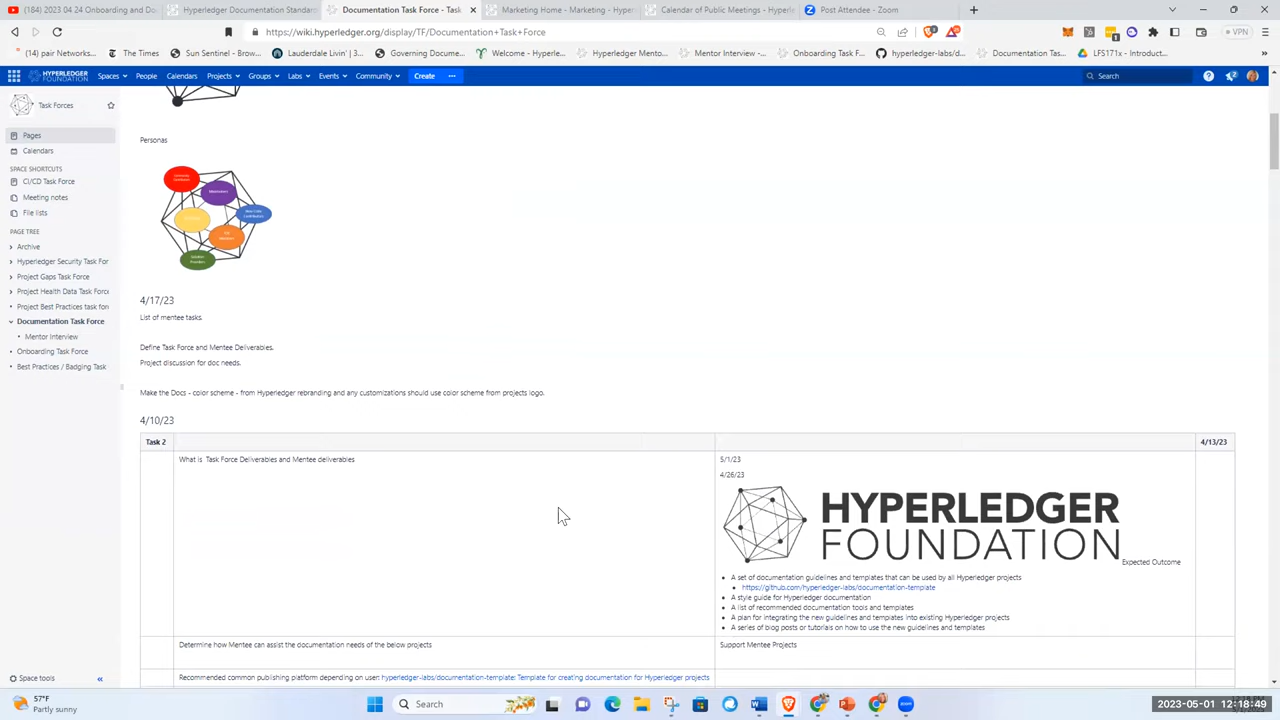 (184) 2023 04 24 Onboarding and Do
Hyperledger Documentation Standard
Documentation Task Force - Task
Marketing Home - Marketing - Hyper
Calendar of Public Meetings - Hyperle
Post Attendee - Zoom
https://wiki.hyperledger.org/display/TF/Documentation+Task+Force
VPN
(14) pair Networks...
The Times
Sun Sentinel - Brow...
Lauderdale Livin' | E...
Governing Docume...
Welcome - Hyperle...
Hyperledger Mento...
Mentor Interview -...
Onboarding Task F...
hyperledger-labs/d...
Documentation Tas...
LFS171x - Introduct...
HYPERLEDGER FOUNDATION
Spaces People Calendars Projects Groups Labs Events Community Create
Search
Task Forces
Pages
Calendars
SPACE SHORTCUTS
CI/CD Task Force
Meeting notes
File lists
PAGE TREE
Archive
Hyperledger Security Task For
Project Gaps Task Force
Project Health Data Task Force
Project Best Practices task for
Documentation Task Force
Mentor Interview
Onboarding Task Force
Best Practices / Badging Task
Space tools
Personas
4/17/23
List of mentee tasks.
Define Task Force and Mentee Deliverables.
Project discussion for doc needs.
Make the Docs - color scheme - from Hyperledger rebranding and any customizations should use color scheme from projects logo.
4/10/23
Task 2
4/13/23
What is Task Force Deliverables and Mentee deliverables
5/1/23
4/26/23
HYPERLEDGER
FOUNDATION
Expected Outcome
A set of documentation guidelines and templates that can be used by all Hyperledger projects
https://github.com/hyperledger-labs/documentation-template
A style guide for Hyperledger documentation
A list of recommended documentation tools and templates
A plan for integrating the new guidelines and templates into existing Hyperledger projects
A series of blog posts or tutorials on how to use the new guidelines and templates
Determine how Mentee can assist the documentation needs of the below projects
Support Mentee Projects
Recommended common publishing platform depending on user: hyperledger-labs/documentation-template: Template for creating documentation for Hyperledger projects
57°F
Partly sunny
Search
2023-05-01 12:18:49